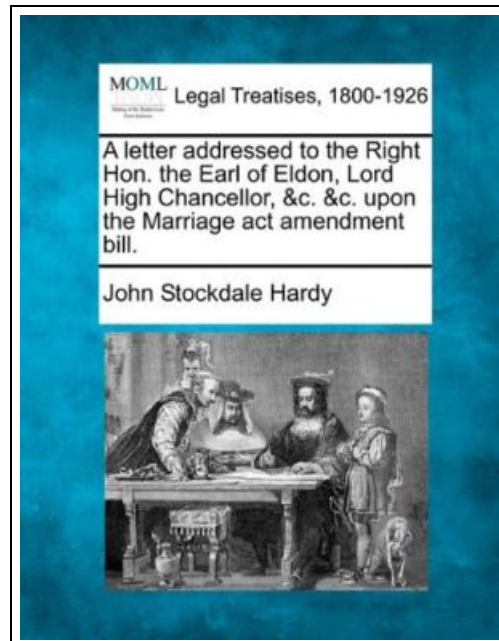 MOML
Legal Treatises, 1800-1926
A letter addressed to the Right
Hon. the Earl of Eldon, Lord
High Chancellor, &c. &c. upon
the Marriage act amendment
bill.
John Stockdale Hardy